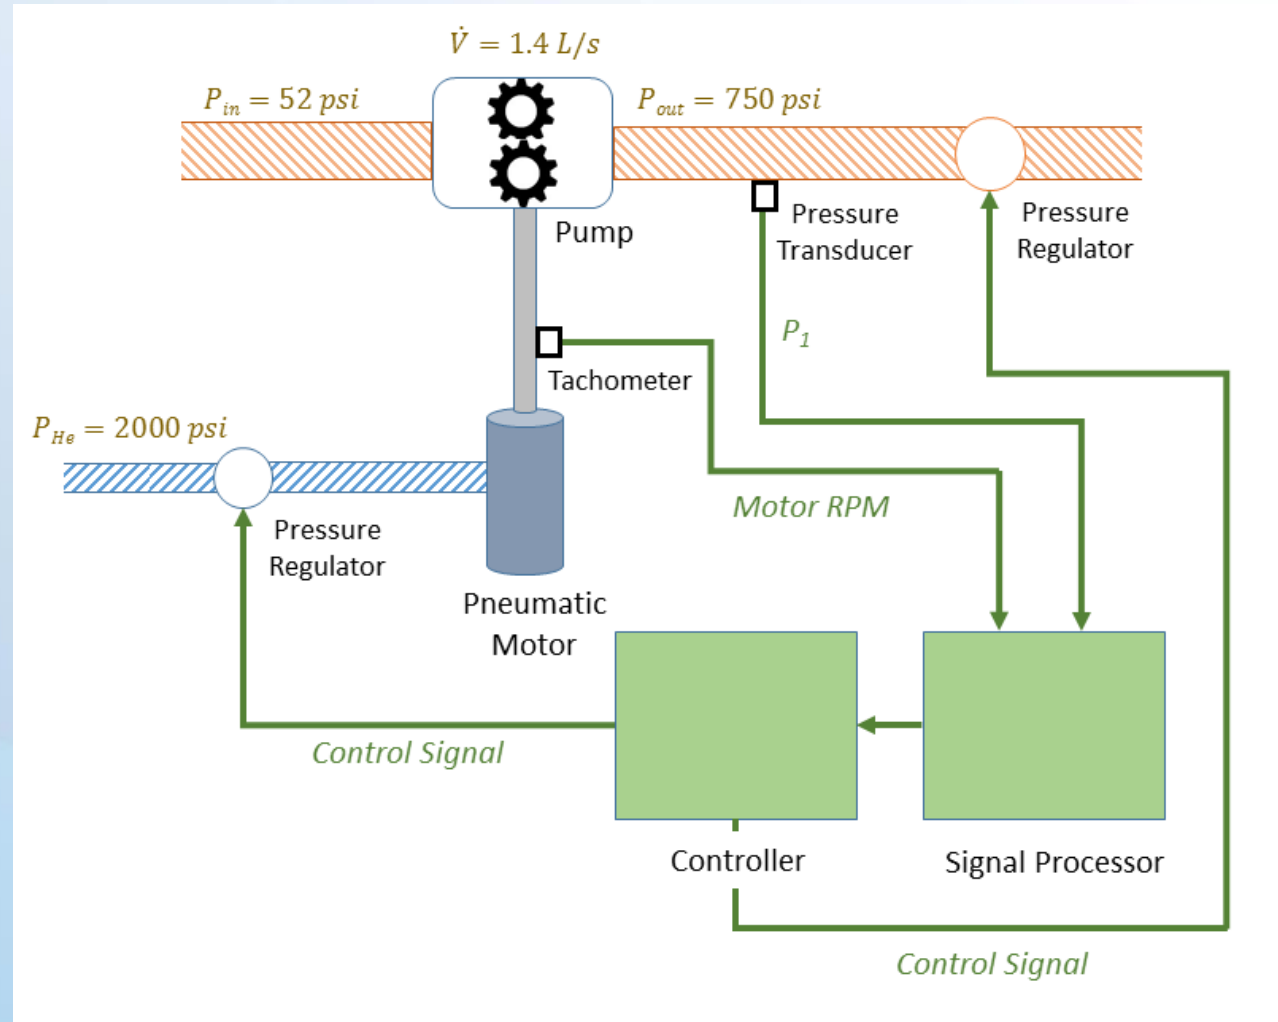 V̇ = 1.4 L/s
P_in = 52 psi
P_out = 750 psi
Pump
Pressure
Transducer
Pressure
Regulator
P_1
Tachometer
P_He = 2000 psi
Motor RPM
Pressure
Regulator
Pneumatic
Motor
Control Signal
Controller
Signal Processor
Control Signal